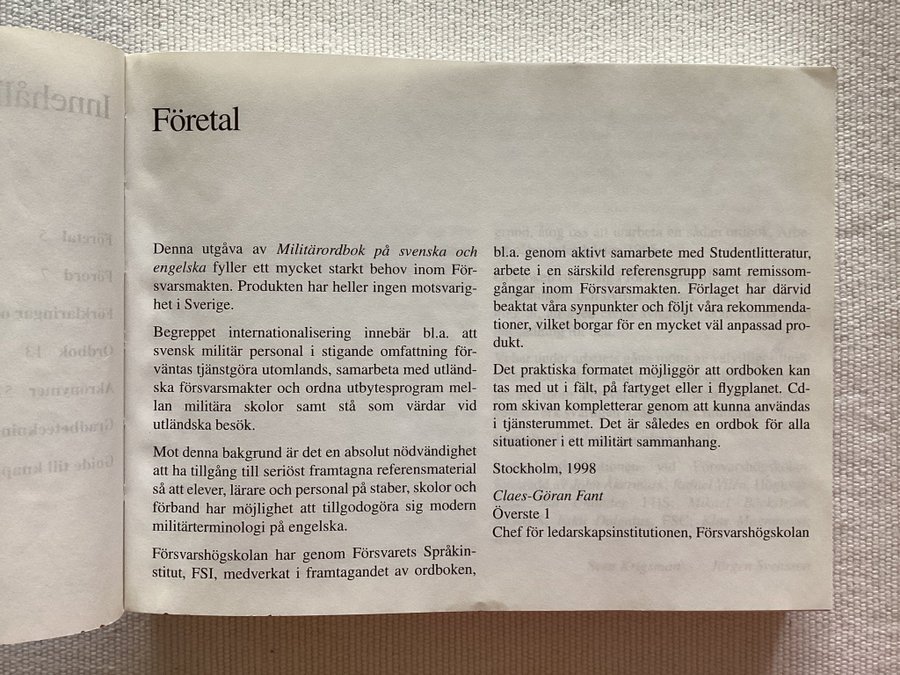 Företal
Denna utgåva av Militärordbok på svenska och
engelska fyller ett mycket starkt behov inom För-
svarsmakten. Produkten har heller ingen motsvarig-
het i Sverige.
Begreppet internationalisering innebär bl.a. att
svensk militär personal i stigande omfattning för-
väntas tjänstgöra utomlands, samarbeta med utländ-
ska försvarsmakter och ordna utbytesprogram mel-
lan militära skolor samt stå som värdar vid
utländska besök.
Mot denna bakgrund är det en absolut nödvändighet
att ha tillgång till seriöst framtagna referensmaterial
så att elever, lärare och personal på staber, skolor och
förband har möjlighet att tillgodogöra sig modern
militärterminologi på engelska.
Försvarshögskolan har genom Försvarets Språkin-
stitut, FSI, medverkat i framtagandet av ordboken,
bl.a. genom aktivt samarbete med Studentlitteratur,
arbete i en särskild referensgrupp samt remissom-
gångar inom Försvarsmakten. Förlaget har därvid
beaktat våra synpunkter och följt våra rekommenda-
tioner, vilket borgar för en mycket väl anpassad pro-
dukt.
Det praktiska formatet möjliggör att ordboken kan
tas med ut i fält, på fartyget eller i flygplanet. Cd-
rom skivan kompletterar genom att kunna användas
i tjänsterummet. Det är således en ordbok för alla
situationer i ett militärt sammanhang.
Stockholm, 1998
Claes-Göran Fant
Överste 1
Chef för ledarskapsinstitutionen, Försvarshögskolan